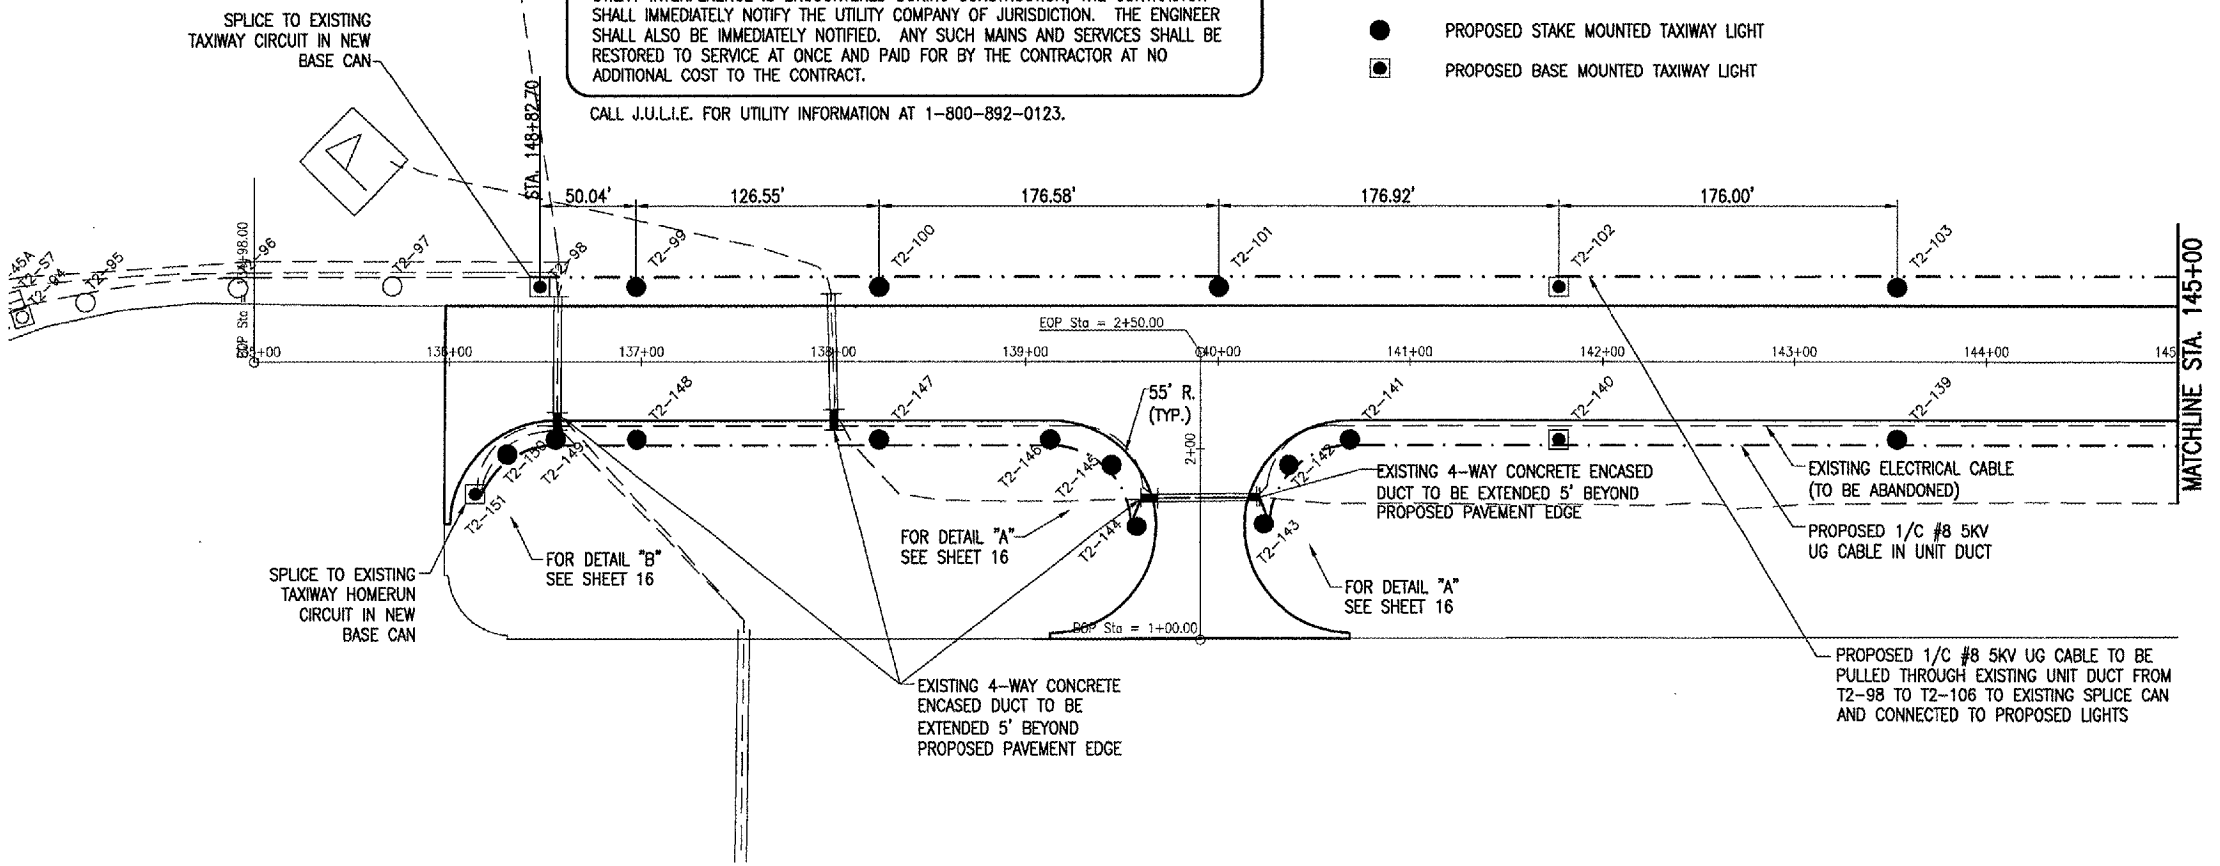 SHALL IMMEDIATELY NOTIFY THE UTILITY COMPANY OF JURISDICTION. THE ENGINEER
SHALL ALSO BE IMMEDIATELY NOTIFIED. ANY SUCH MAINS AND SERVICES SHALL BE
RESTORED TO SERVICE AT ONCE AND PAID FOR BY THE CONTRACTOR AT NO
ADDITIONAL COST TO THE CONTRACT.
CALL J.U.L.I.E. FOR UTILITY INFORMATION AT 1-800-892-0123.
PROPOSED STAKE MOUNTED TAXIWAY LIGHT
PROPOSED BASE MOUNTED TAXIWAY LIGHT
SPLICE TO EXISTING
TAXIWAY CIRCUIT IN NEW
BASE CAN
A
STA. 148+82.70
50.04'
126.55'
176.58'
176.92'
176.00'
45A
T2-S7
T2-94
T2-95
-96
T2-97
T2-98
T2-99
T2-100
T2-101
T2-102
T2-103
MATCHLINE STA. 145+00
EOP Sta = 2+50.00
+00
136+00
137+00
138+00
139+00
140+00
141+00
142+00
143+00
144+00
145
T2-148
T2-147
T2-141
T2-140
T2-139
55' R.
(TYP.)
2+00
T2-150
T2-149
T2-151
T2-146
T2-145
T2-144
T2-142
T2-143
EXISTING 4-WAY CONCRETE ENCASED
DUCT TO BE EXTENDED 5' BEYOND
PROPOSED PAVEMENT EDGE
EXISTING ELECTRICAL CABLE
(TO BE ABANDONED)
PROPOSED 1/C #8 5KV
UG CABLE IN UNIT DUCT
FOR DETAIL "A"
SEE SHEET 16
FOR DETAIL "B"
SEE SHEET 16
FOR DETAIL "A"
SEE SHEET 16
SPLICE TO EXISTING
TAXIWAY HOMERUN
CIRCUIT IN NEW
BASE CAN
BOP Sta = 1+00.00
EXISTING 4-WAY CONCRETE
ENCASED DUCT TO BE
EXTENDED 5' BEYOND
PROPOSED PAVEMENT EDGE
PROPOSED 1/C #8 5KV UG CABLE TO BE
PULLED THROUGH EXISTING UNIT DUCT FROM
T2-98 TO T2-106 TO EXISTING SPLICE CAN
AND CONNECTED TO PROPOSED LIGHTS